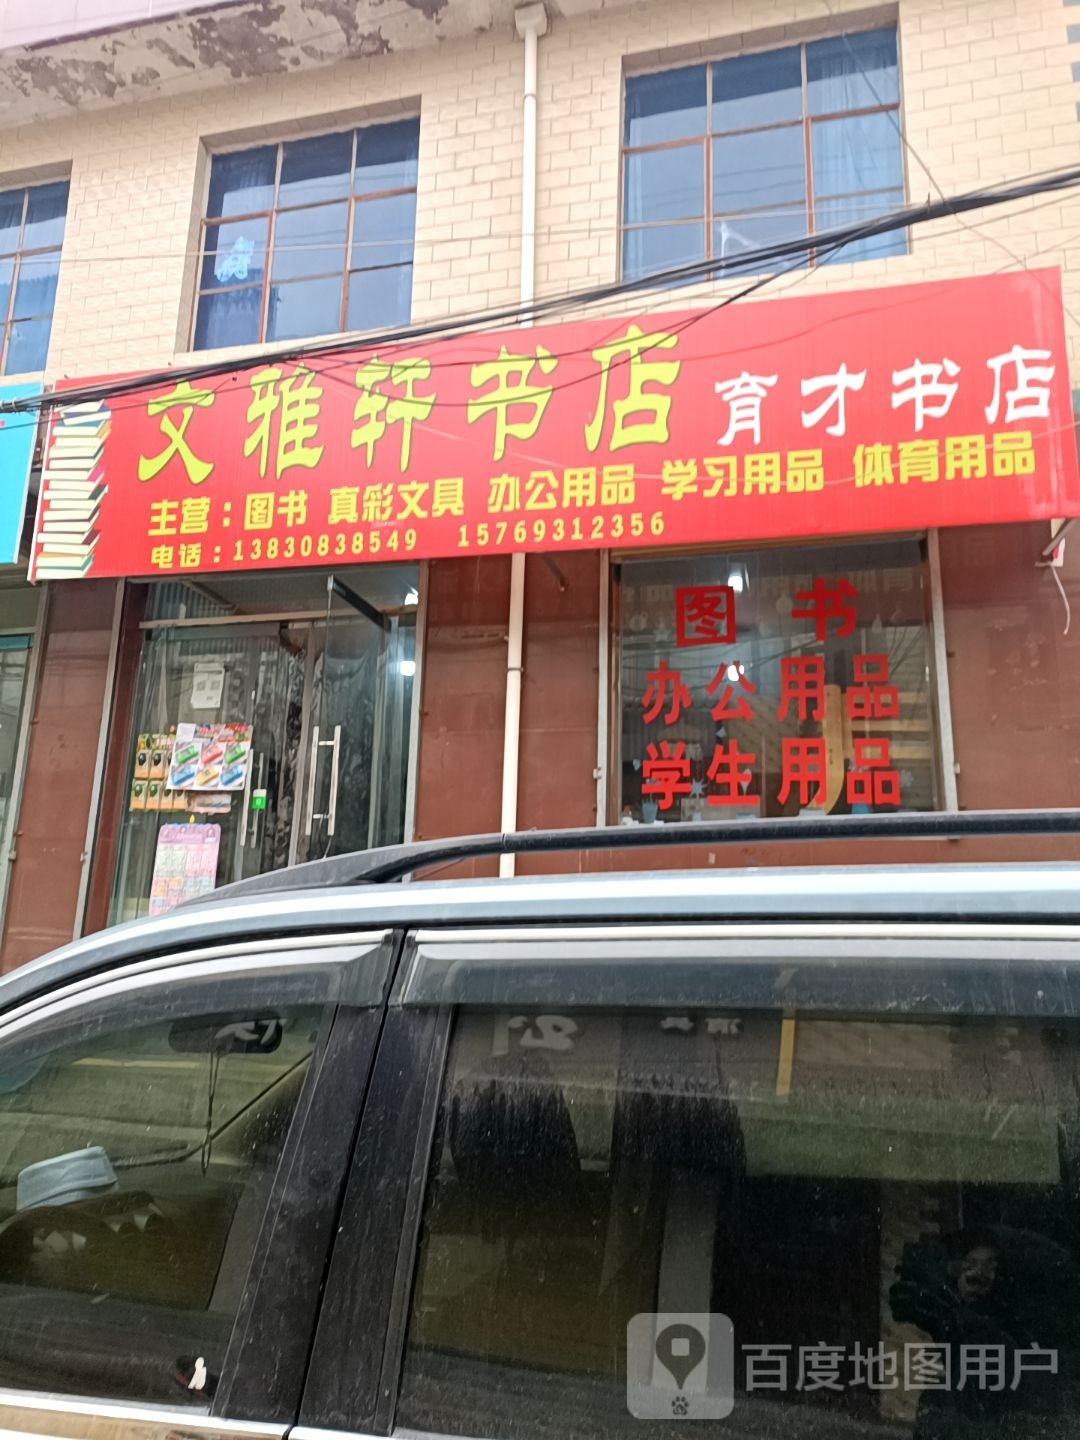 文雅轩书店 育才书店
主营：图书 真彩文具 办公用品 学习用品 体育用品
电话：13830838549 15769312356
图书
办公用品
学生用品
百度地图用户